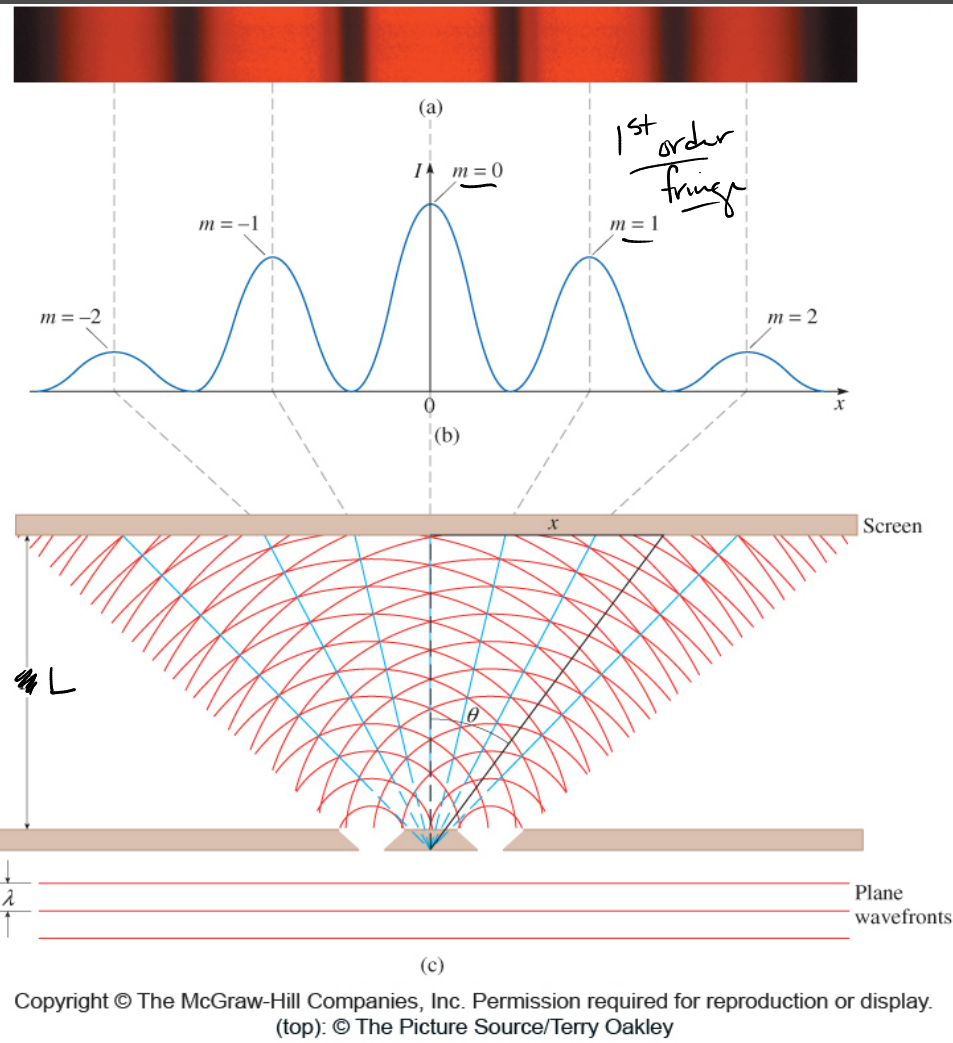 (a)
1st order
fringe
I
m = 0
m = –1
m = 1
m = –2
m = 2
0
x
(b)
x
Screen
L
θ
λ
Plane
wavefronts
(c)
Copyright © The McGraw-Hill Companies, Inc. Permission required for reproduction or display.
(top): © The Picture Source/Terry Oakley